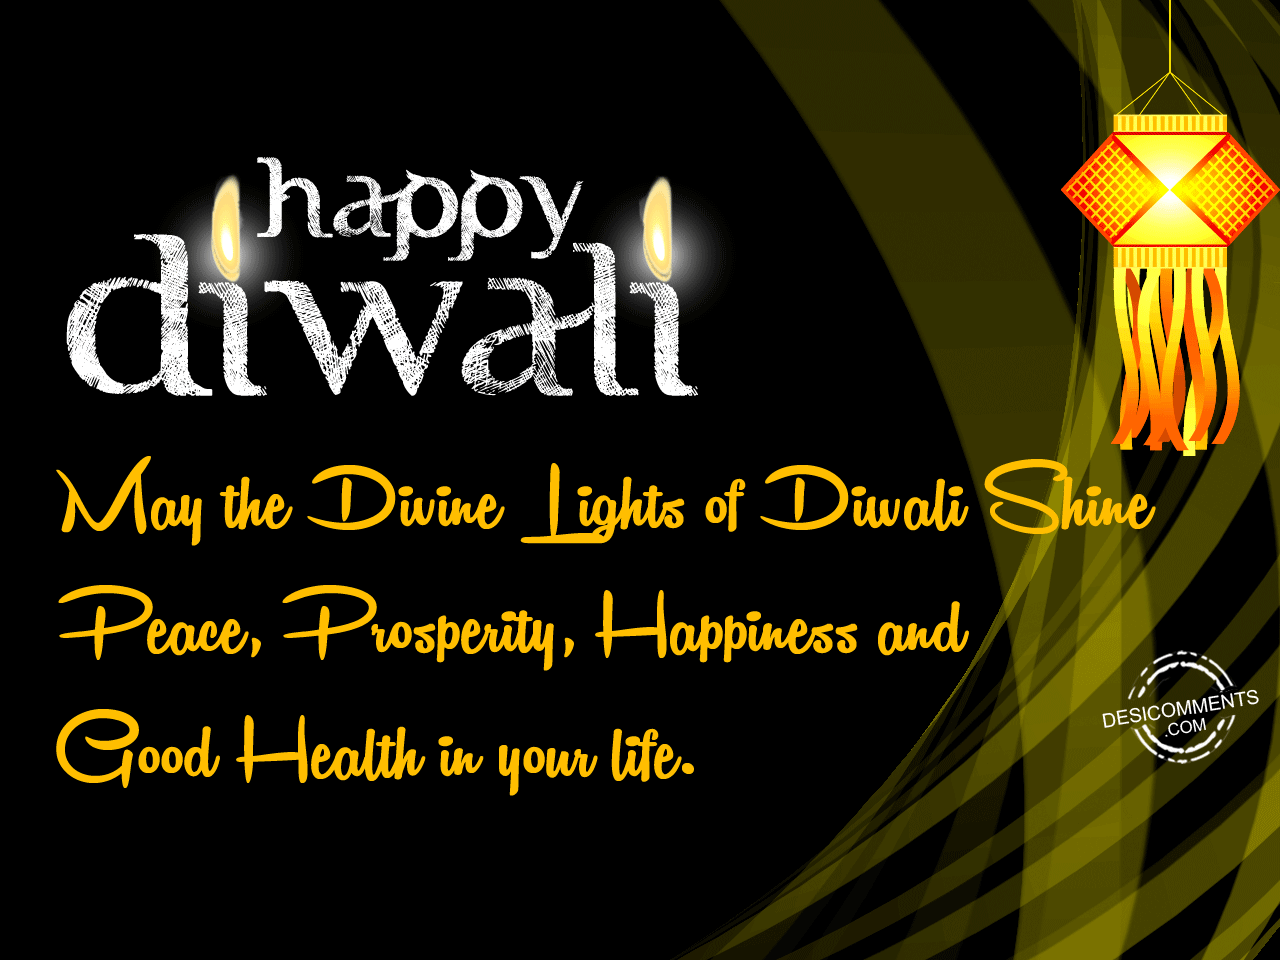 happy
diwali
May the Divine Lights of Diwali Shine
Peace, Prosperity, Happiness and
Good Health in your life.
DESICOMMENTS
.COM